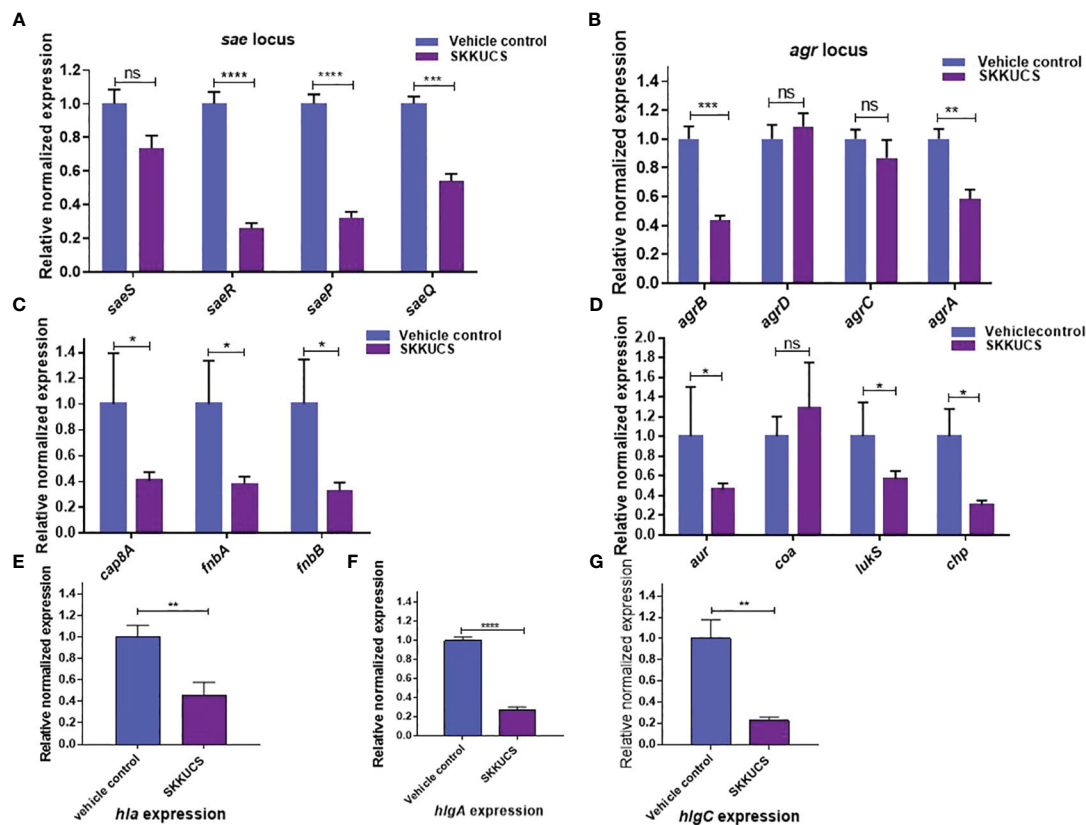 A
sae locus
Vehicle control
SKKUCS
Relative normalized expression
1.2
1.0
0.8
0.6
0.4
0.2
0.0
ns
****
****
***
saeS
saeR
saeP
saeQ
B
agr locus
Vehicle control
SKKUCS
Relative normalized expression
1.4
1.2
1.0
0.8
0.6
0.4
0.2
0.0
***
ns
ns
**
agrB
agrD
agrC
agrA
C
Vehicle control
SKKUCS
Relative normalized expression
1.4
1.2
1.0
0.8
0.6
0.4
0.2
0.0
*
*
*
cap8A
fnbA
fnbB
D
Vehiclecontrol
SKKUCS
Relative normalized expression
2.0
1.8
1.6
1.4
1.2
1.0
0.8
0.6
0.4
0.2
0.0
*
ns
*
*
aur
coa
lukS
chp
E
Relative normalized expression
1.4
1.2
1.0
0.8
0.6
0.4
0.2
0.0
**
vehicle control
SKKUCS
hla expression
F
Relative normalized expression
1.4
1.2
1.0
0.8
0.6
0.4
0.2
0.0
****
Vehicle control
SKKUCS
hlgA expression
G
Relative normalized expression
1.4
1.2
1.0
0.8
0.6
0.4
0.2
0.0
**
Vehicle control
SKKUCS
hlgC expression